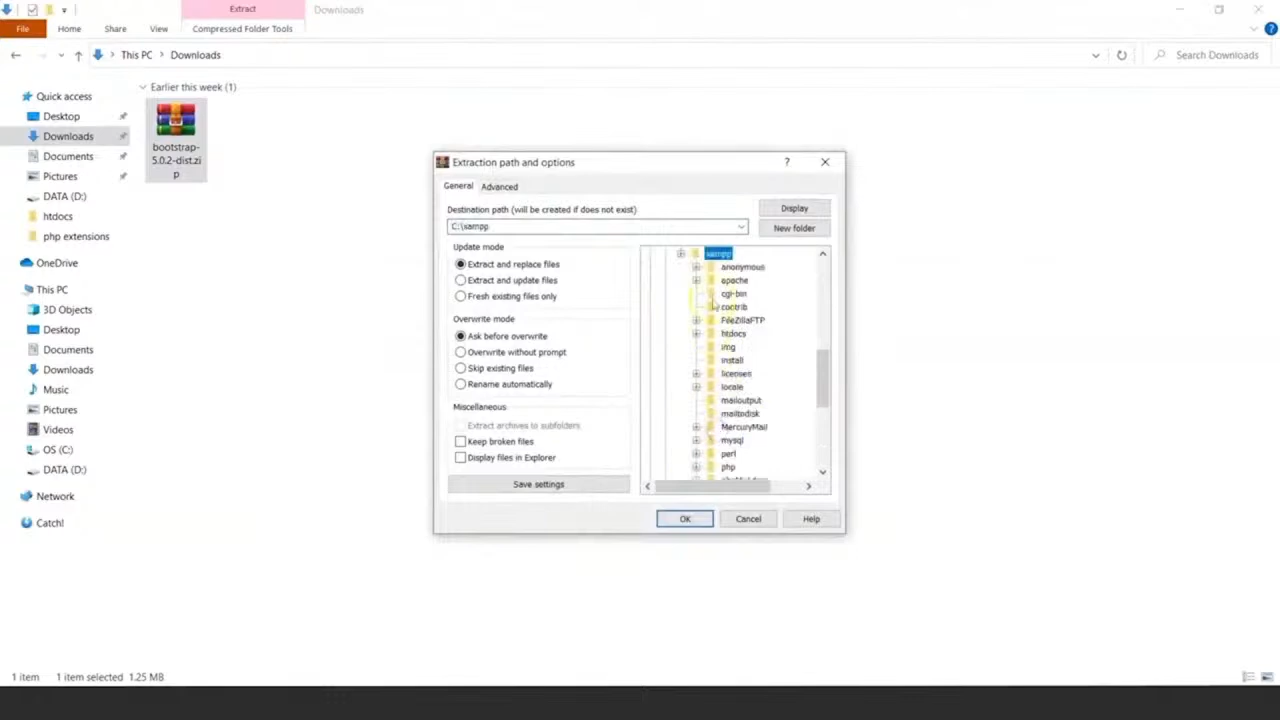 Extract
Downloads
File
Home
Share
View
Compressed Folder Tools
This PC
Downloads
Search Downloads
Quick access
Desktop
Downloads
Documents
Pictures
DATA (D:)
htdocs
php extensions
OneDrive
This PC
3D Objects
Desktop
Documents
Downloads
Music
Pictures
Videos
OS (C:)
DATA (D:)
Network
Catch!
Earlier this week (1)
bootstrap-
5.0.2-dist.zi
p
Extraction path and options
?
General
Advanced
Destination path (will be created if does not exist)
C:\xampp
Display
New folder
Update mode
Extract and replace files
Extract and update files
Fresh existing files only
Overwrite mode
Ask before overwrite
Overwrite without prompt
Skip existing files
Rename automatically
Miscellaneous
Extract archives to subfolders
Keep broken files
Display files in Explorer
Save settings
xampp
anonymous
apache
cgi-bin
contrib
FileZillaFTP
htdocs
img
install
licenses
locale
mailoutput
mailtodisk
MercuryMail
mysql
perl
php
OK
Cancel
Help
1 item
1 item selected 1.25 MB